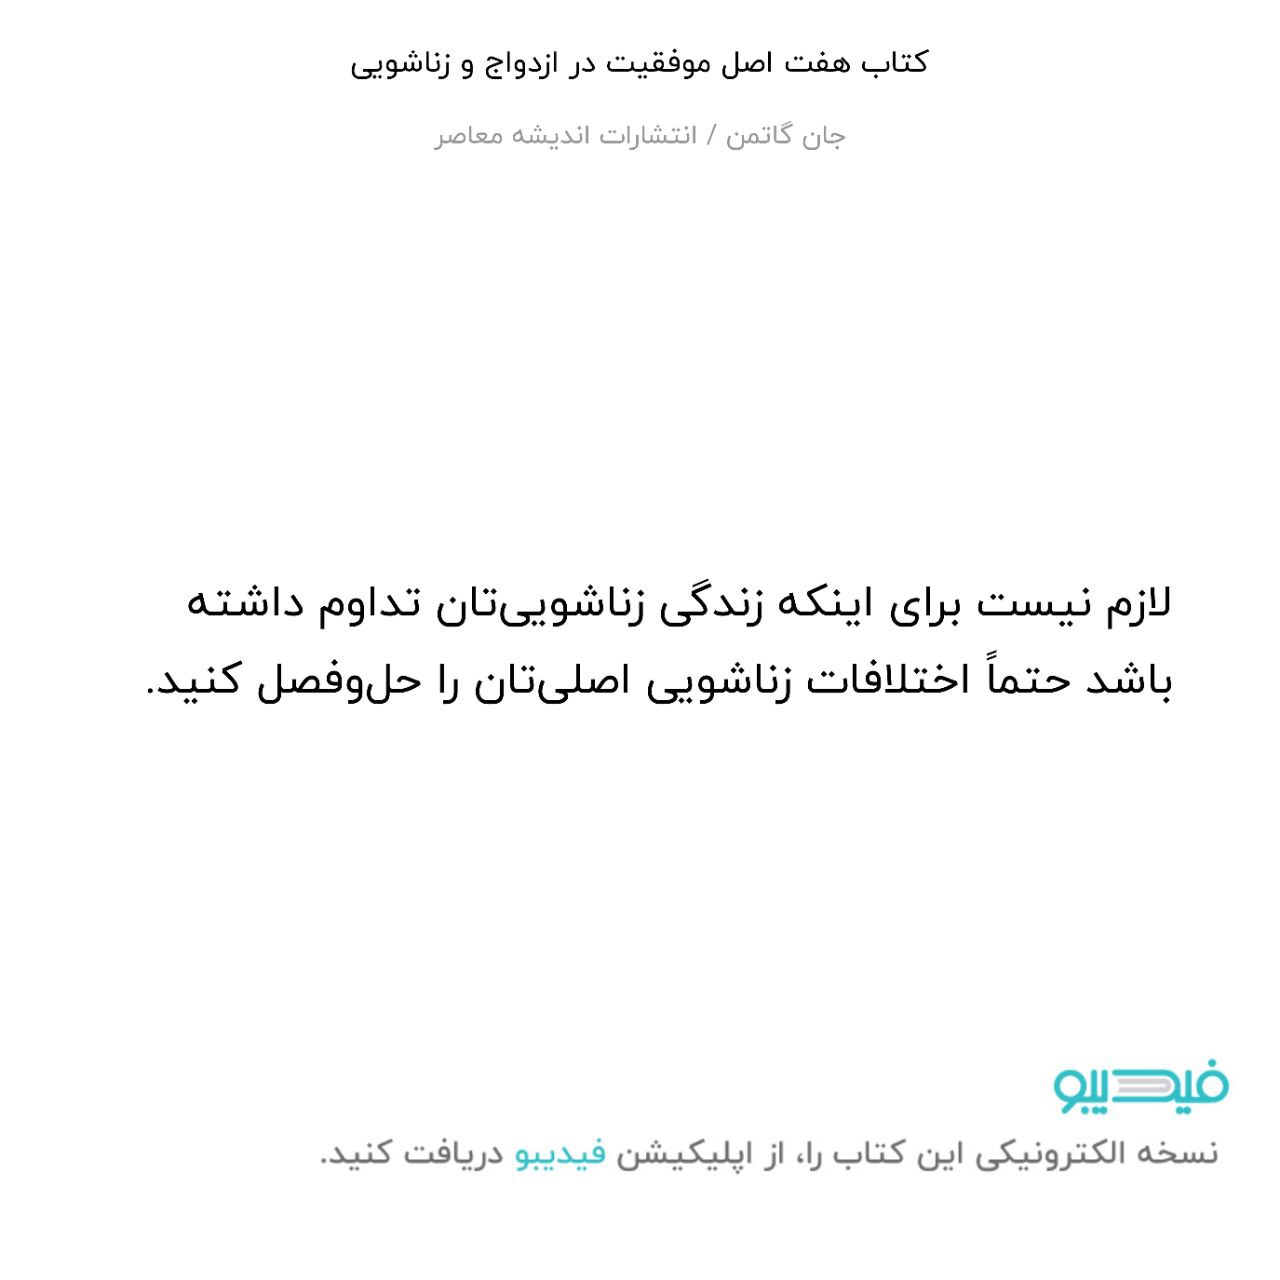 کتاب هفت اصل موفقیت در ازدواج و زناشویی
جان گاتمن / انتشارات اندیشه معاصر
لازم نیست برای اینکه زندگی زناشویی‌تان تداوم داشته
باشد حتماً اختلافات زناشویی اصلی‌تان را حل‌وفصل کنید.
فیدیبو
نسخه الکترونیکی این کتاب را، از اپلیکیشن فیدیبو دریافت کنید.